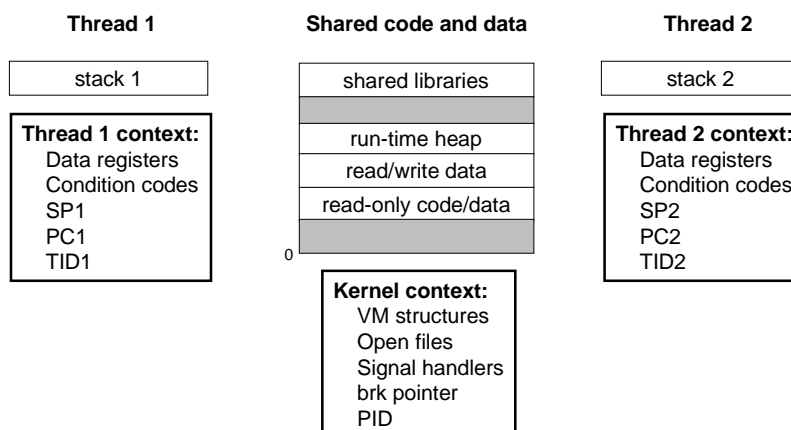 Thread 1
Shared code and data
Thread 2
stack 1
shared libraries
stack 2
Thread 1 context:
Data registers
Condition codes
SP1
PC1
TID1
run-time heap
read/write data
read-only code/data
0
Thread 2 context:
Data registers
Condition codes
SP2
PC2
TID2
Kernel context:
VM structures
Open files
Signal handlers
brk pointer
PID